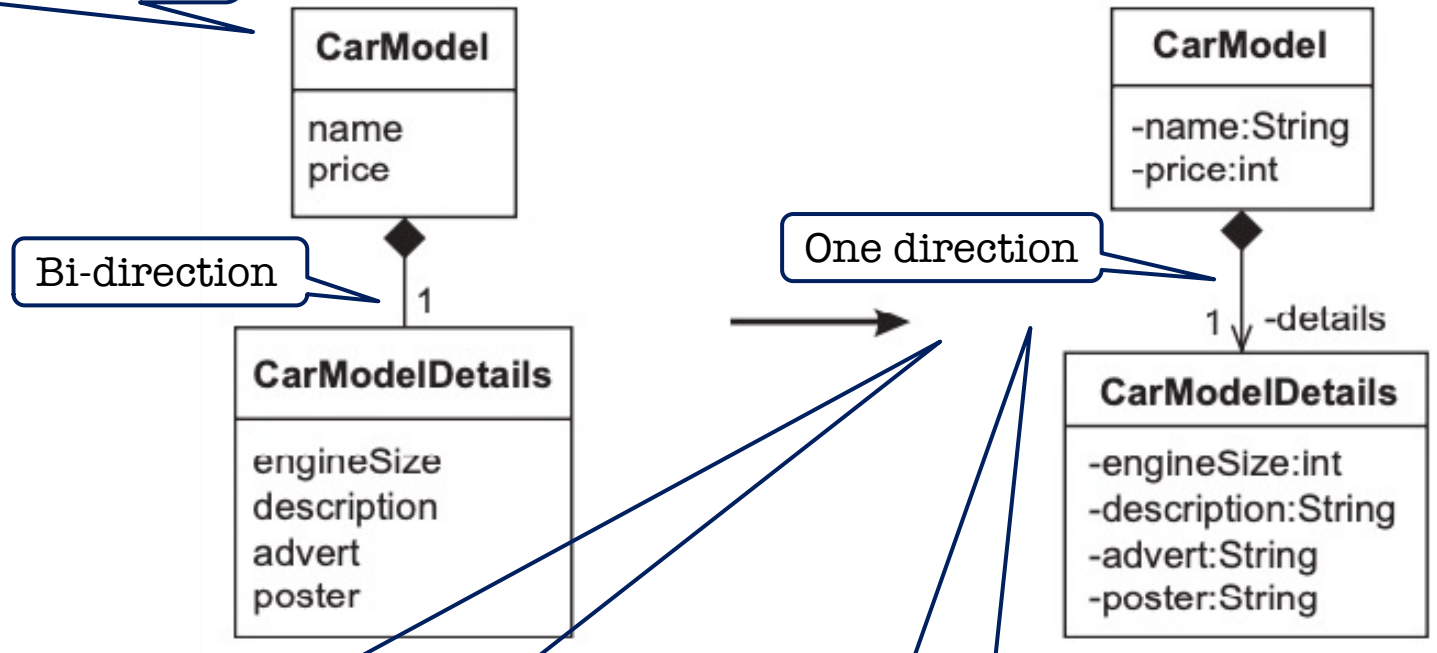 CarModel
name
price
Bi-direction
1
CarModelDetails
engineSize
description
advert
poster
CarModel
-name:String
-price:int
One direction
1 -details
CarModelDetails
-engineSize:int
-description:String
-advert:String
-poster:String